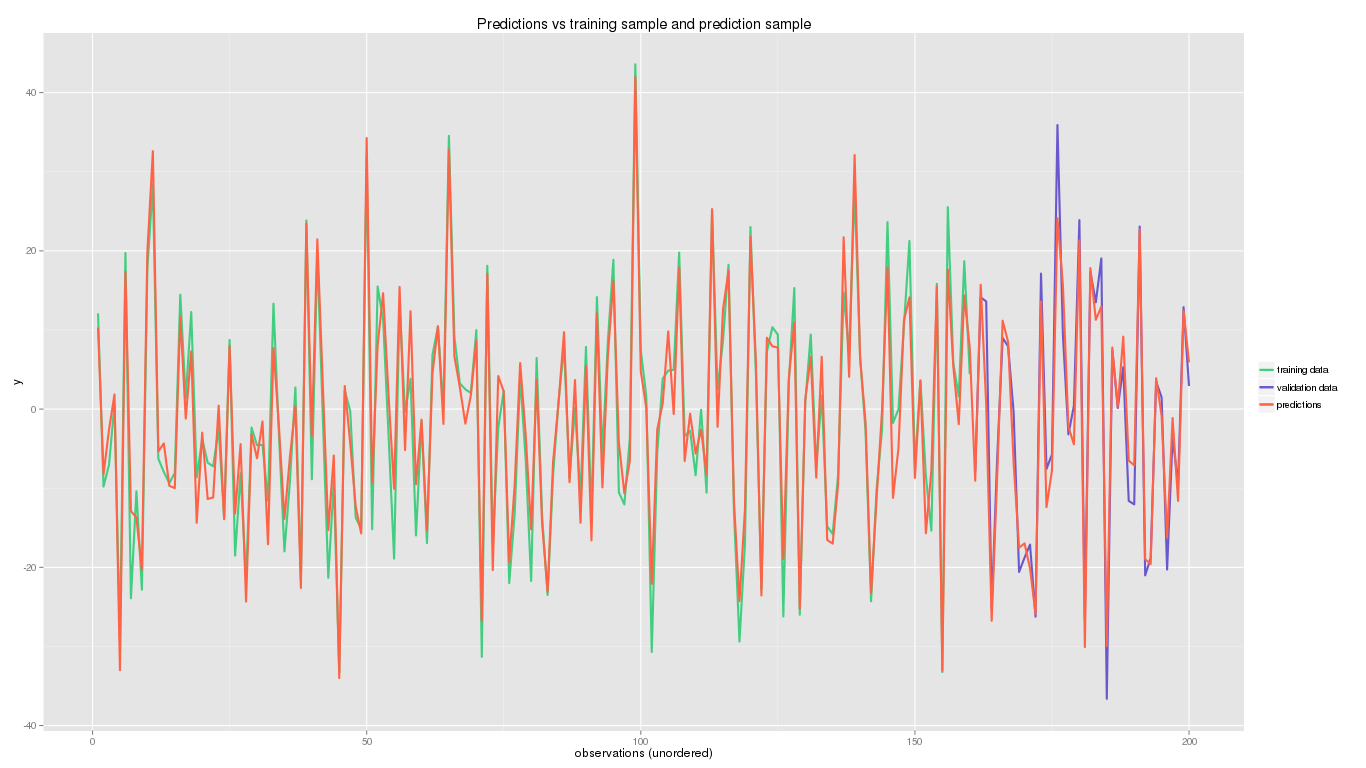 Predictions vs training sample and prediction sample
y
40
20
0
-20
-40
0
50
100
150
200
observations (unordered)
training data
validation data
predictions